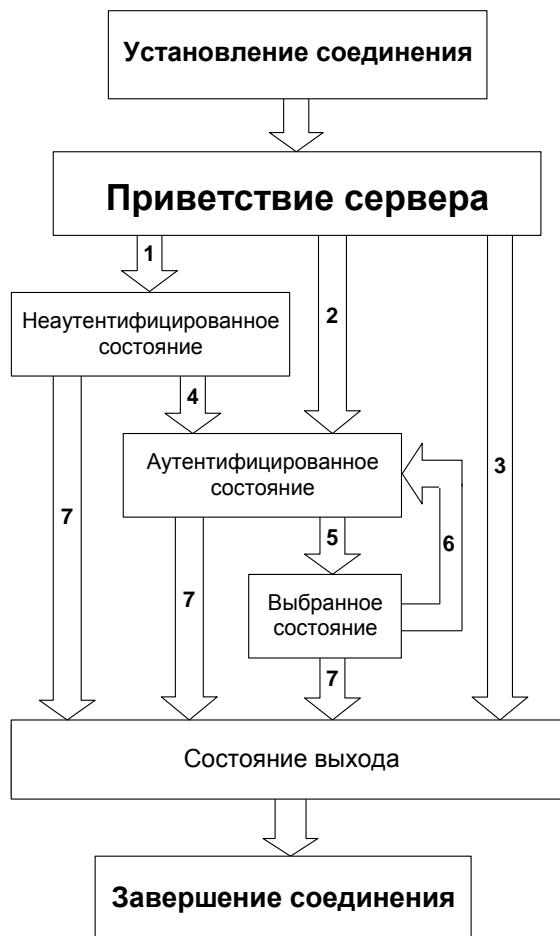 Установление соединения
Приветствие сервера
1
2
Неаутентифицированное
состояние
4
3
Аутентифицированное
состояние
7
5
6
7
Выбранное
состояние
7
Состояние выхода
Завершение соединения